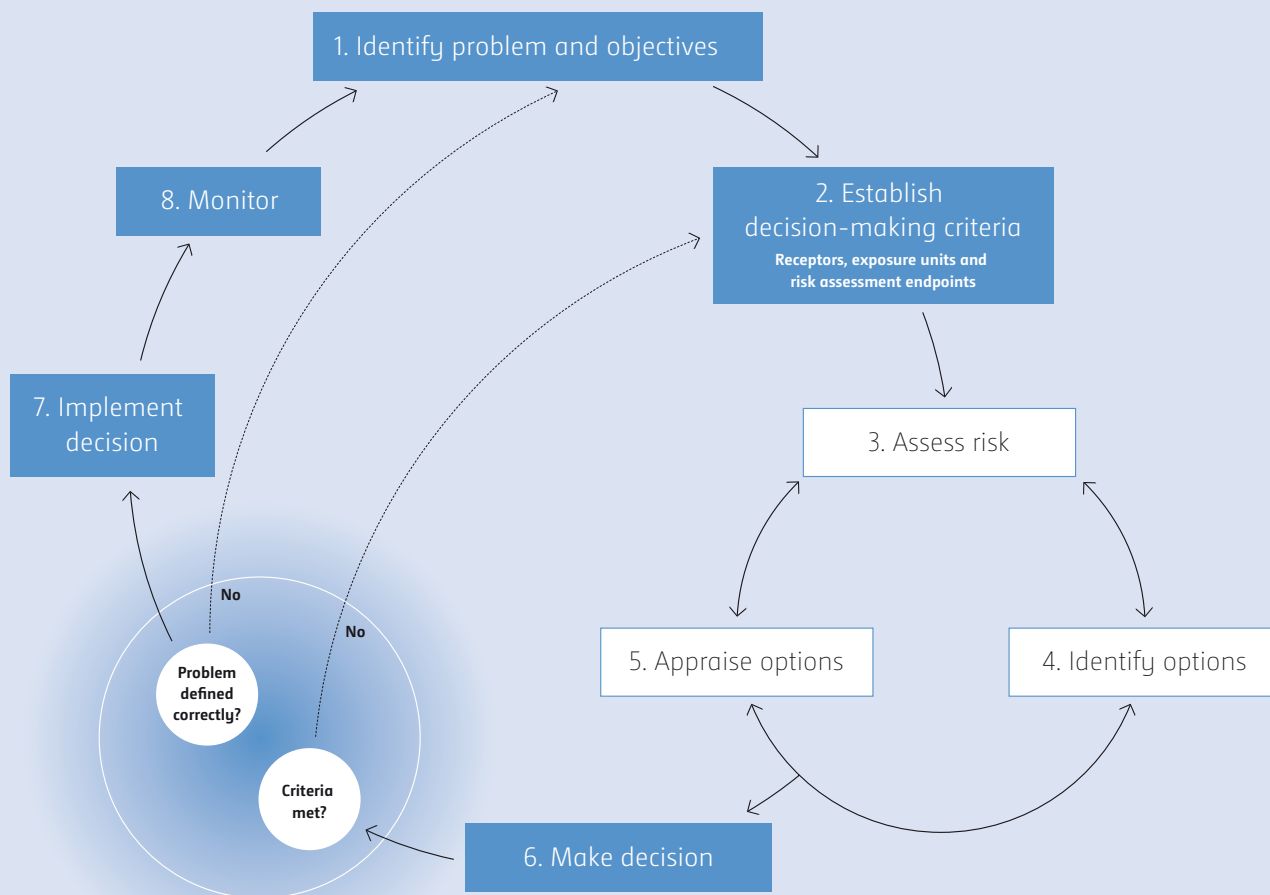 1. Identify problem and objectives
8. Monitor
2. Establish
decision-making criteria
Receptors, exposure units and
risk assessment endpoints
7. Implement
decision
3. Assess risk
No
No
Problem
defined
correctly?
5. Appraise options
4. Identify options
Criteria
met?
6. Make decision